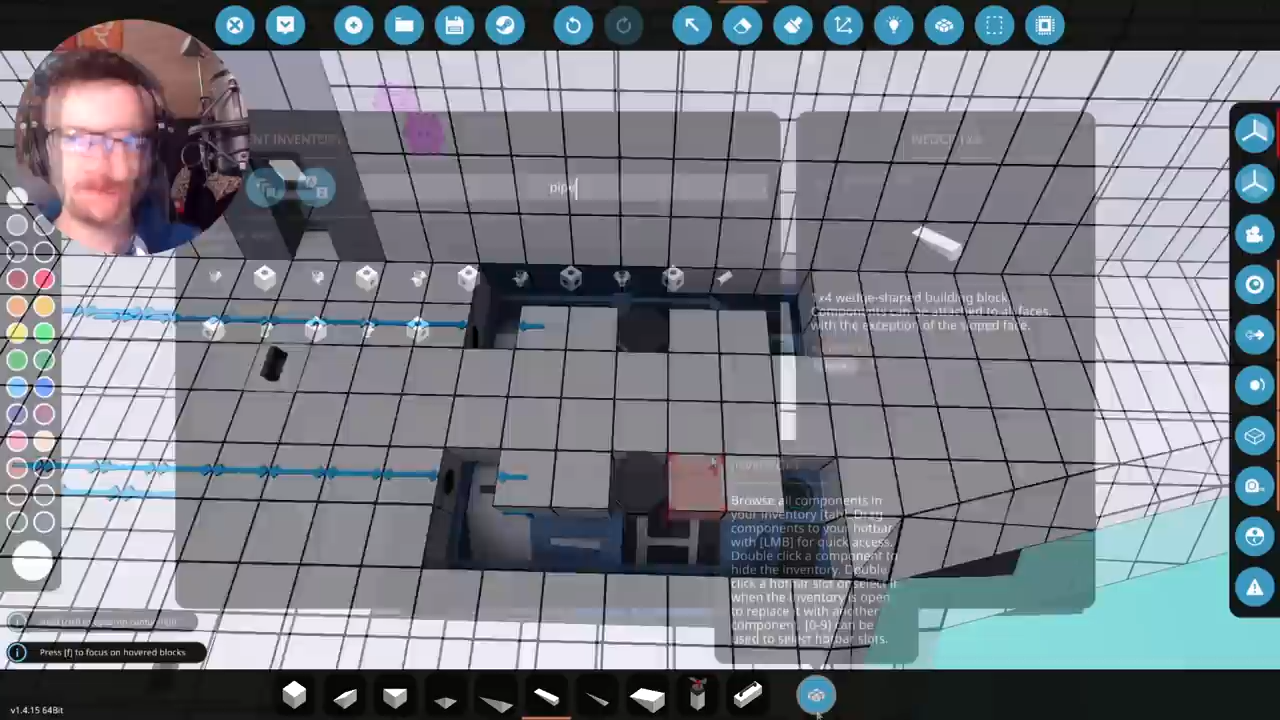 WEDGE 1X4
pipe
1x4 wedge-shaped building block.
Components can be attached to all faces,
with the exception of the sloped face.
Browse all components in
your inventory [tab]. Drag
components to your hotbar
with [LMB] for quick access.
Double click a component to
hide the inventory. Double
click a hotbar slot or select it
when the inventory is open
to replace it with another
component. [0-9] can be
used to select hotbar slots.
Press [f] to focus on hovered blocks
v1.4.15 64Bit